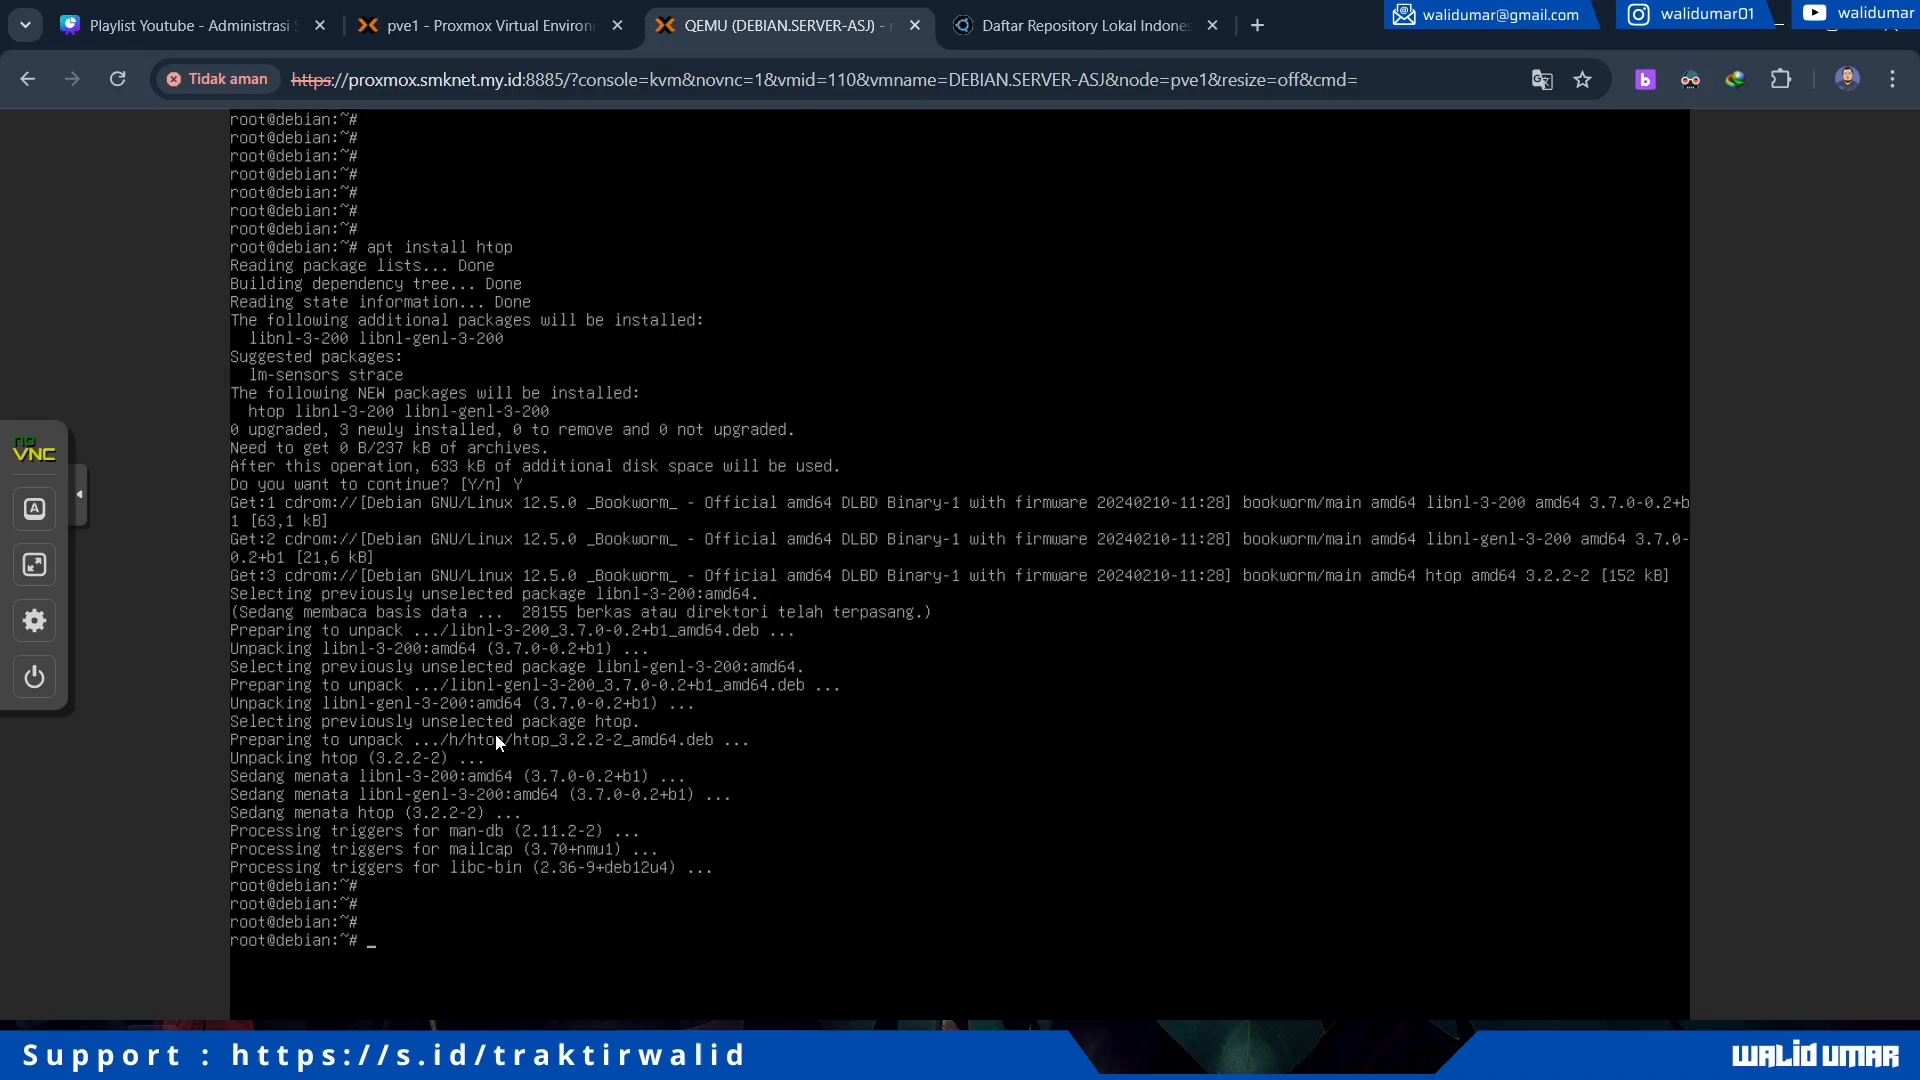 Playlist Youtube - Administrasi S
pve1 - Proxmox Virtual Environ
QEMU (DEBIAN.SERVER-ASJ) -
Daftar Repository Lokal Indones
walidumar@gmail.com
walidumar01
walidumar
Tidak aman
https://proxmox.smknet.my.id:8885/?console=kvm&novnc=1&vmid=110&vmname=DEBIAN.SERVER-ASJ&node=pve1&resize=off&cmd=
root@debian:~#
root@debian:~#
root@debian:~#
root@debian:~#
root@debian:~#
root@debian:~#
root@debian:~#
root@debian:~# apt install htop
Reading package lists... Done
Building dependency tree... Done
Reading state information... Done
The following additional packages will be installed:
libnl-3-200 libnl-genl-3-200
Suggested packages:
lm-sensors strace
The following NEW packages will be installed:
htop libnl-3-200 libnl-genl-3-200
0 upgraded, 3 newly installed, 0 to remove and 0 not upgraded.
Need to get 0 B/237 kB of archives.
After this operation, 633 kB of additional disk space will be used.
Do you want to continue? [Y/n] Y
Get:1 cdrom://[Debian GNU/Linux 12.5.0 _Bookworm_ - Official amd64 DLBD Binary-1 with firmware 20240210-11:28] bookworm/main amd64 libnl-3-200 amd64 3.7.0-0.2+b
1 [63,1 kB]
Get:2 cdrom://[Debian GNU/Linux 12.5.0 _Bookworm_ - Official amd64 DLBD Binary-1 with firmware 20240210-11:28] bookworm/main amd64 libnl-genl-3-200 amd64 3.7.0-
0.2+b1 [21,6 kB]
Get:3 cdrom://[Debian GNU/Linux 12.5.0 _Bookworm_ - Official amd64 DLBD Binary-1 with firmware 20240210-11:28] bookworm/main amd64 htop amd64 3.2.2-2 [152 kB]
Selecting previously unselected package libnl-3-200:amd64.
(Sedang membaca basis data ... 28155 berkas atau direktori telah terpasang.)
Preparing to unpack .../libnl-3-200_3.7.0-0.2+b1_amd64.deb ...
Unpacking libnl-3-200:amd64 (3.7.0-0.2+b1) ...
Selecting previously unselected package libnl-genl-3-200:amd64.
Preparing to unpack .../libnl-genl-3-200_3.7.0-0.2+b1_amd64.deb ...
Unpacking libnl-genl-3-200:amd64 (3.7.0-0.2+b1) ...
Selecting previously unselected package htop.
Preparing to unpack .../h/htop/htop_3.2.2-2_amd64.deb ...
Unpacking htop (3.2.2-2) ...
Sedang menata libnl-3-200:amd64 (3.7.0-0.2+b1) ...
Sedang menata libnl-genl-3-200:amd64 (3.7.0-0.2+b1) ...
Sedang menata htop (3.2.2-2) ...
Processing triggers for man-db (2.11.2-2) ...
Processing triggers for mailcap (3.70+nmu1) ...
Processing triggers for libc-bin (2.36-9+deb12u4) ...
root@debian:~#
root@debian:~#
root@debian:~#
root@debian:~# _
no
VNC
A
Support : https://s.id/traktirwalid
WALID UMAR